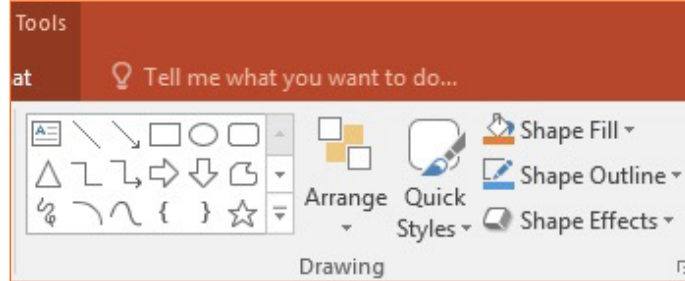 Tools
at
Tell me what you want to do...
A
Shape Fill
Shape Outline
Shape Effects
Arrange
Quick
Styles
Drawing